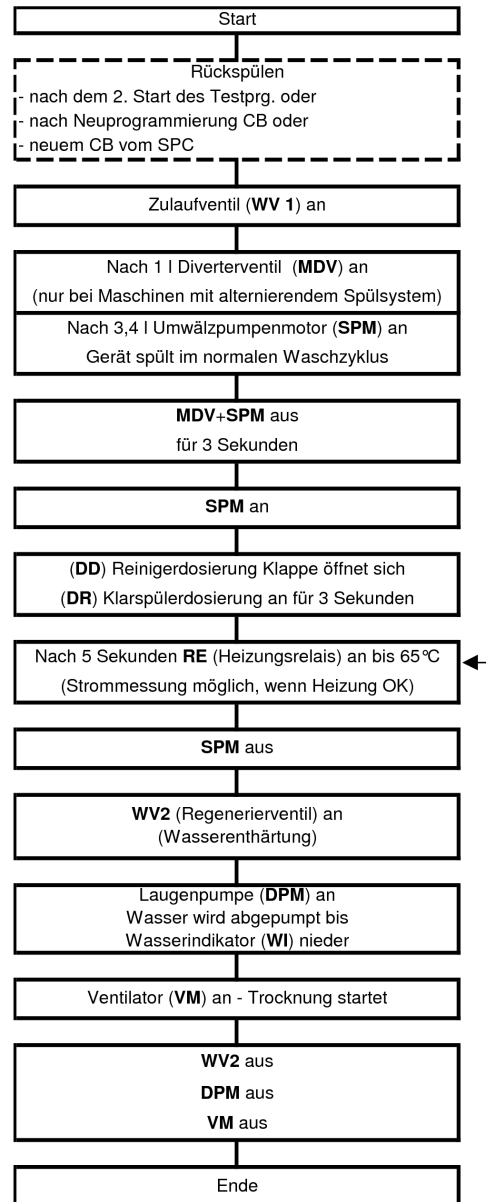 Start
Rückspülen
- nach dem 2. Start des Testprg. oder
- nach Neuprogrammierung CB oder
- neuem CB vom SPC
Zulaufventil (WV 1) an
Nach 1 l Diverterventil (MDV) an
(nur bei Maschinen mit alternierendem Spülsystem)
Nach 3,4 l Umwälzpumpenmotor (SPM) an
Gerät spült im normalen Waschzyklus
MDV+SPM aus
für 3 Sekunden
SPM an
(DD) Reinigerdosierung Klappe öffnet sich
(DR) Klarspülerdosierung an für 3 Sekunden
Nach 5 Sekunden RE (Heizungsrelais) an bis 65°C
(Strommessung möglich, wenn Heizung OK)
SPM aus
WV2 (Regenerierventil) an
(Wasserenthärtung)
Laugenpumpe (DPM) an
Wasser wird abgepumpt bis
Wasserindikator (WI) nieder
Ventilator (VM) an - Trocknung startet
WV2 aus
DPM aus
VM aus
Ende